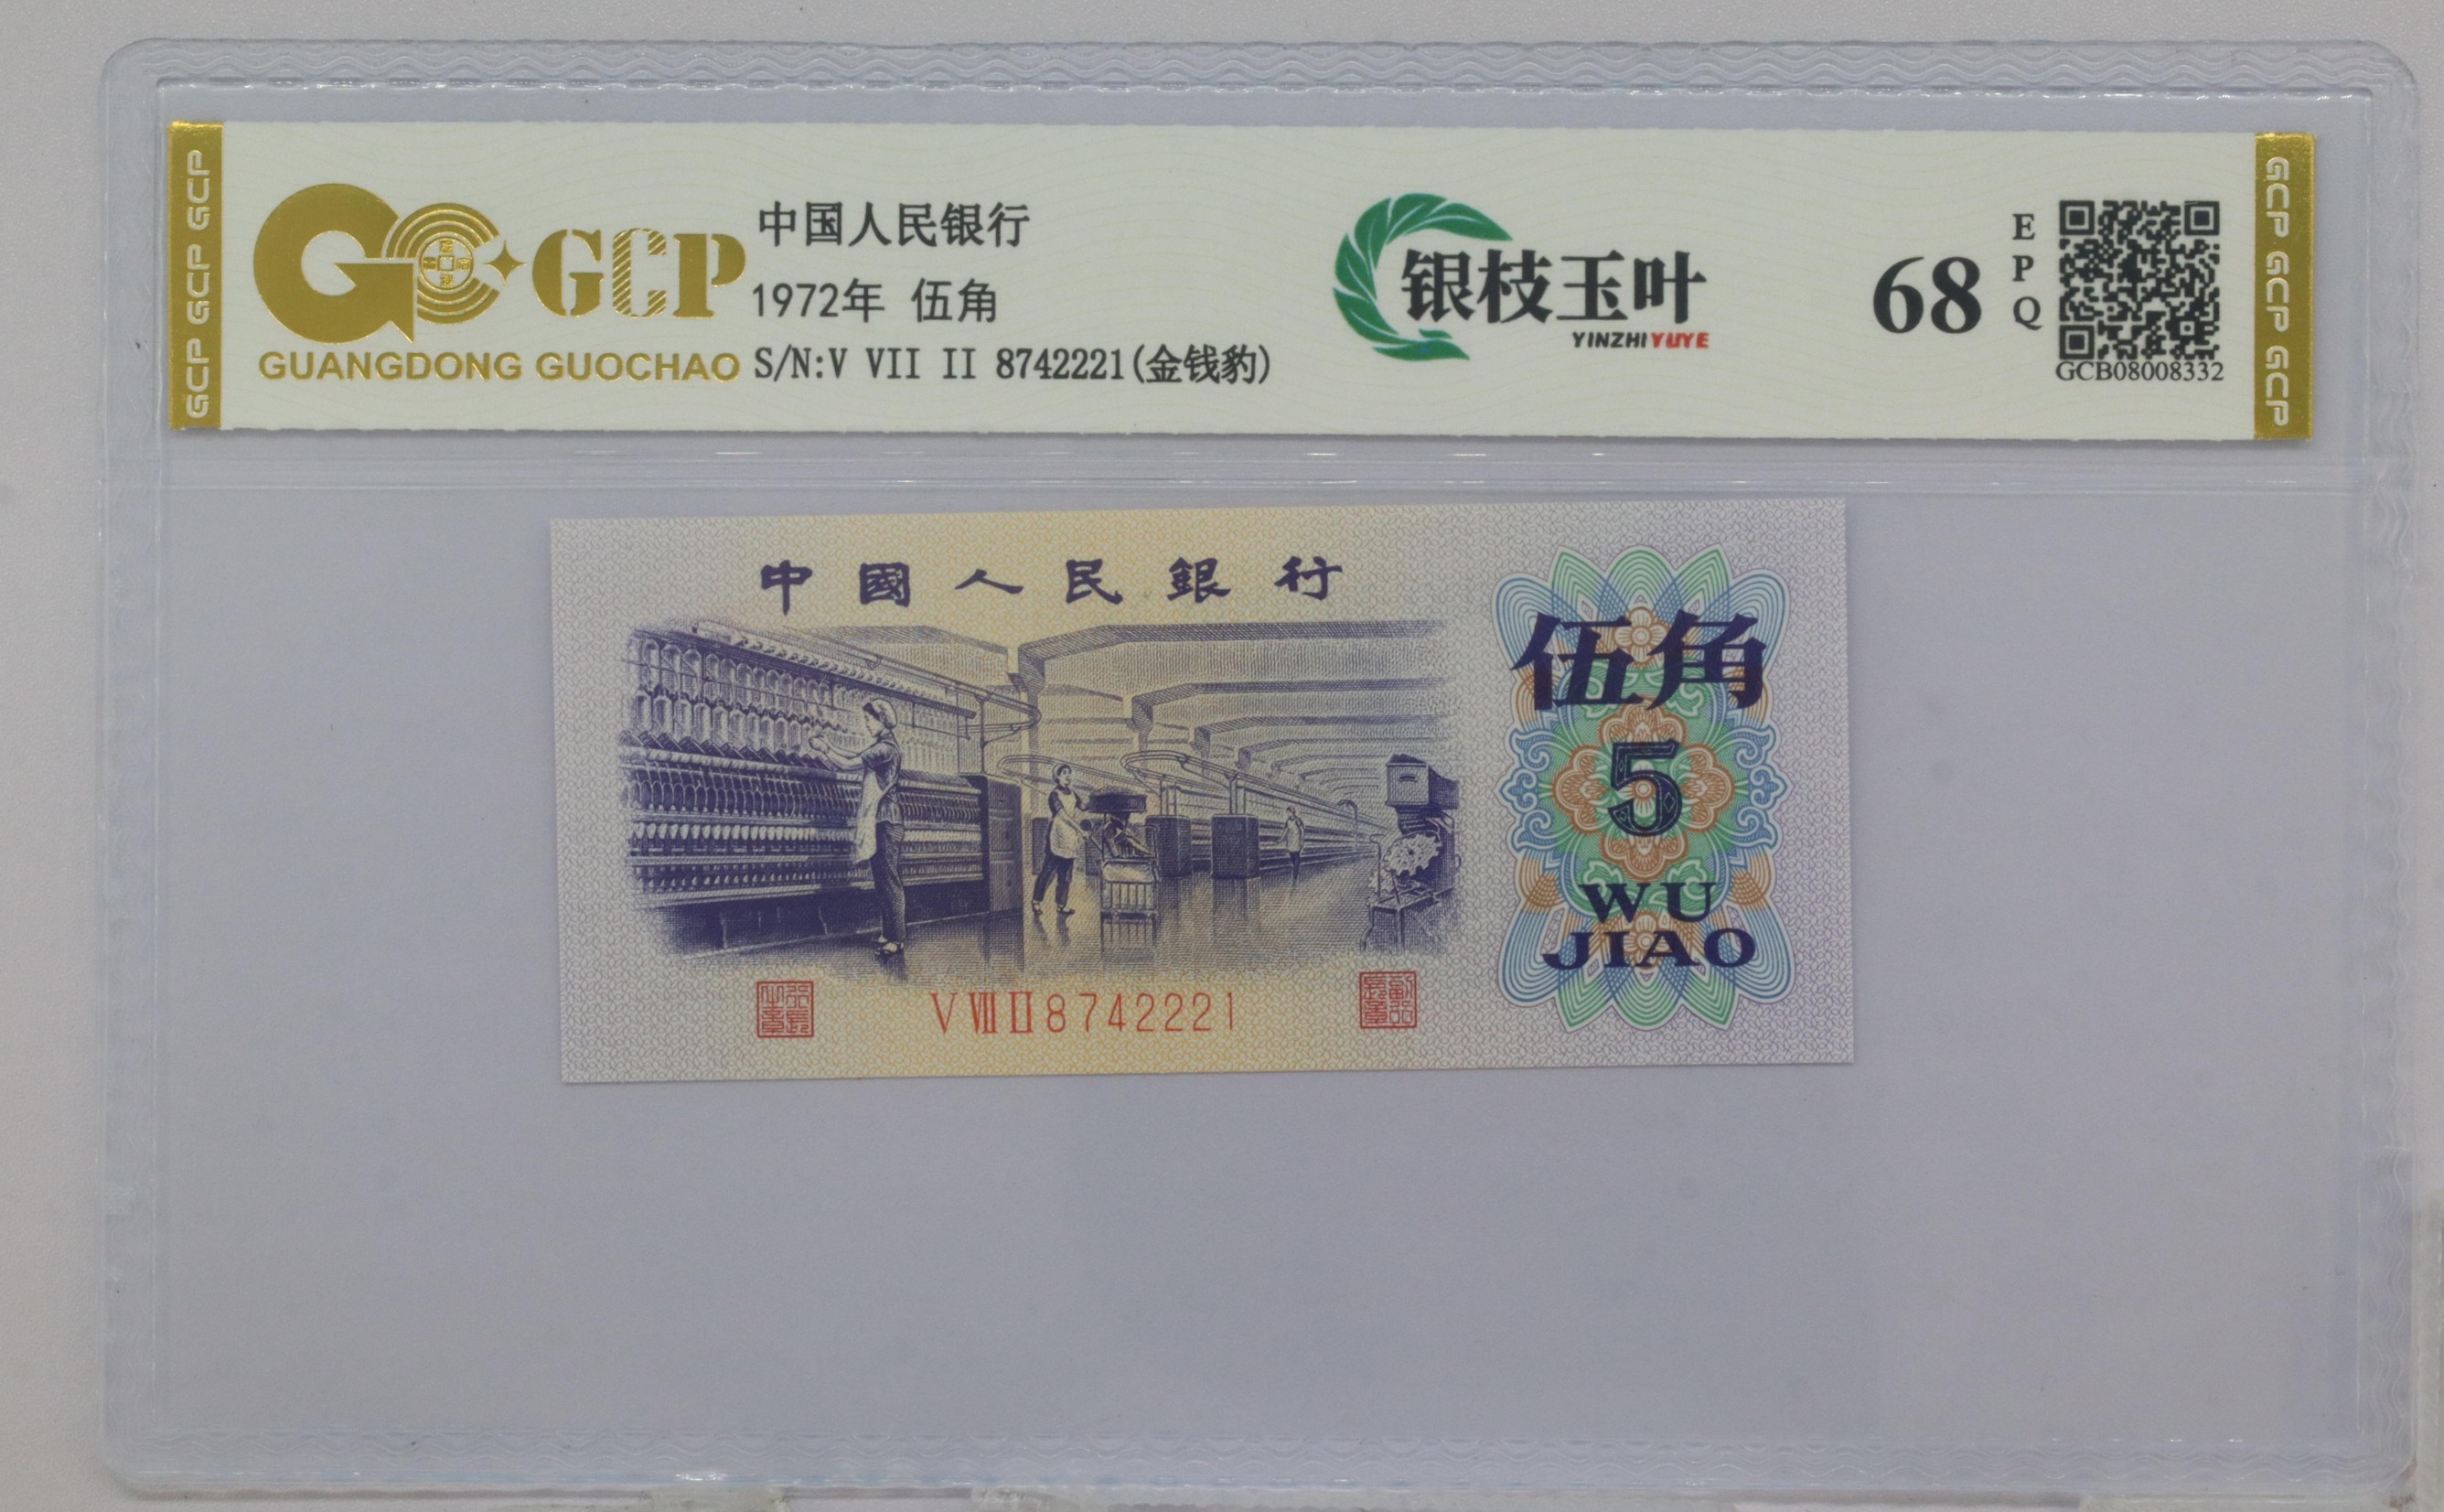 GCP GCP GCP
GCP
GUANGDONG GUOCHAO
中国人民银行
1972年 伍角
S/N:V VII II 8742221(金钱豹)
银枝玉叶
YINZHIYUYE
68
EPQ
GCB08008332
GCP GCP GCP
中國人民銀行
伍角
5
WU
JIAO
V VII II 8742221